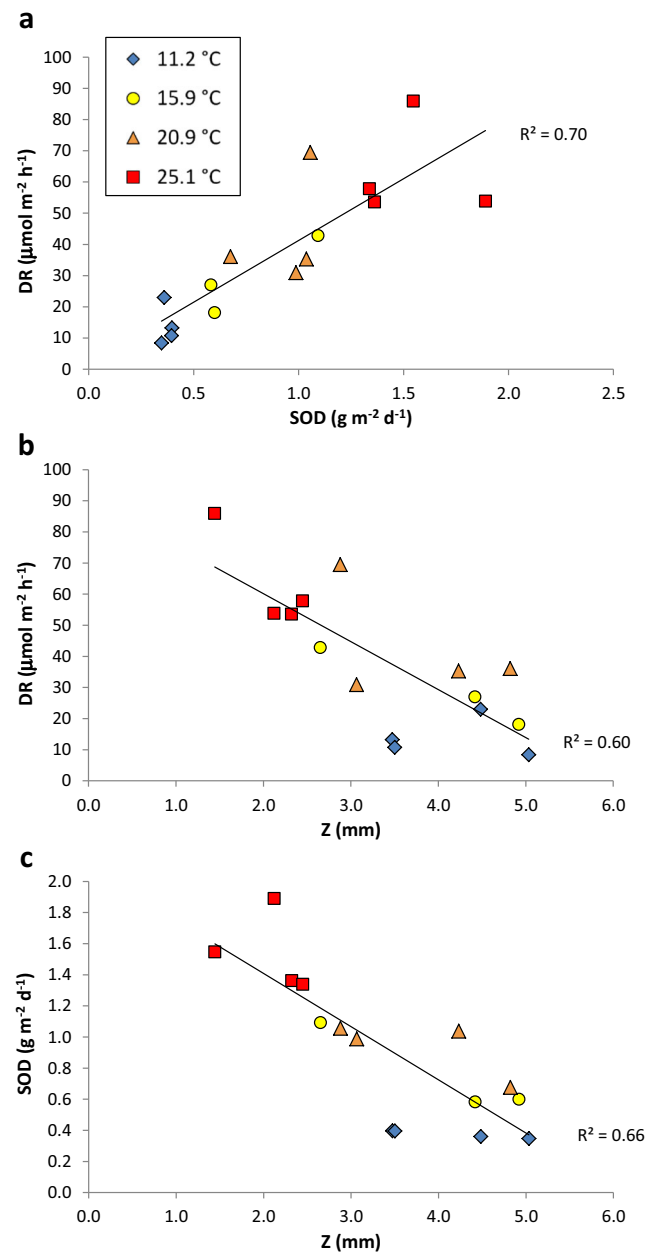 a
11.2 °C
15.9 °C
20.9 °C
25.1 °C
100
90
80
70
60
50
40
30
20
10
0
DR (µmol m⁻² h⁻¹)
R² = 0.70
0.0 0.5 1.0 1.5 2.0 2.5
SOD (g m⁻² d⁻¹)
b
100
90
80
70
60
50
40
30
20
10
0
DR (µmol m⁻² h⁻¹)
R² = 0.60
0.0 1.0 2.0 3.0 4.0 5.0 6.0
Z (mm)
c
2.0
1.8
1.6
1.4
1.2
1.0
0.8
0.6
0.4
0.2
0.0
SOD (g m⁻² d⁻¹)
R² = 0.66
0.0 1.0 2.0 3.0 4.0 5.0 6.0
Z (mm)